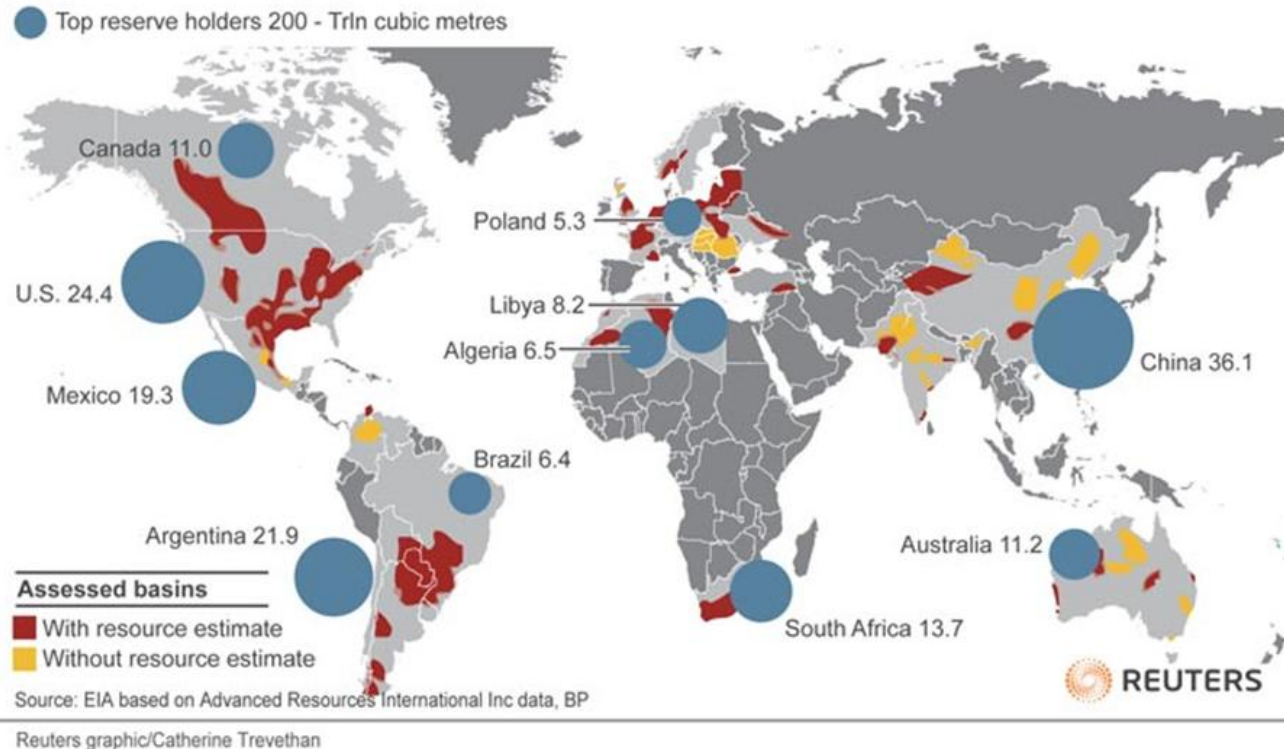 Top reserve holders 200 - Trln cubic metres
Canada 11.0
Poland 5.3
U.S. 24.4
Libya 8.2
Algeria 6.5
China 36.1
Mexico 19.3
Brazil 6.4
Argentina 21.9
Australia 11.2
Assessed basins
With resource estimate
South Africa 13.7
Without resource estimate
REUTERS
Source: EIA based on Advanced Resources International Inc data, BP
Reuters graphic/Catherine Trevethan